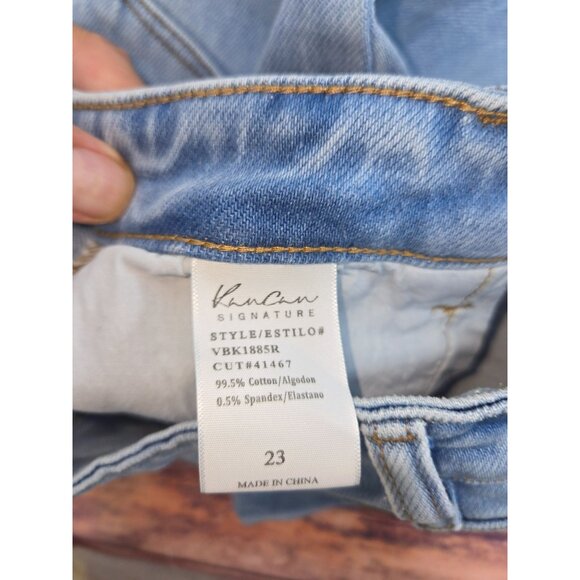 KanCan
SIGNATURE
STYLE/ESTILO#
VBK1885R
CUT#41467
99.5% Cotton/Algodon
0.5% Spandex/Elastano
23
MADE IN CHINA